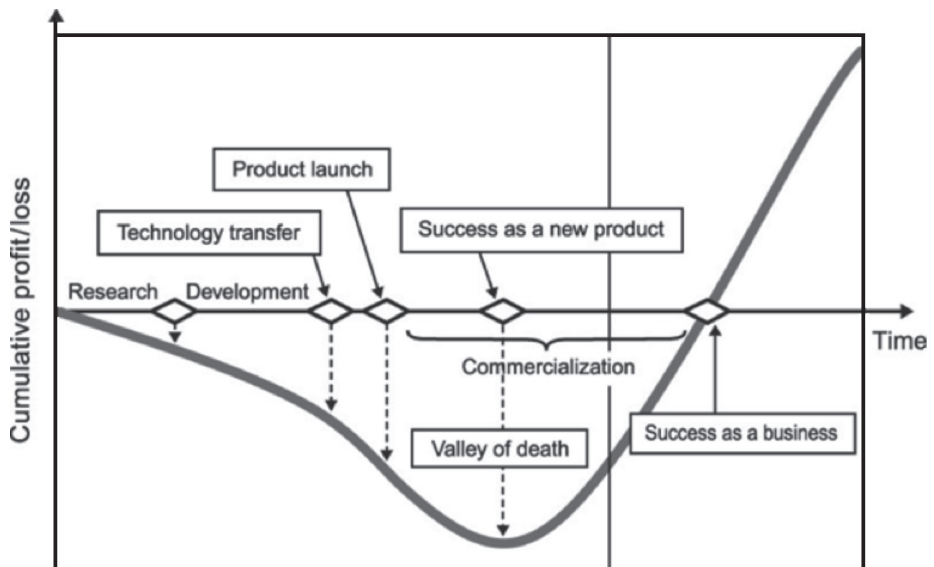 Cumulative profit/loss
Product launch
Technology transfer
Success as a new product
Research
Development
Time
Commercialization
Valley of death
Success as a business